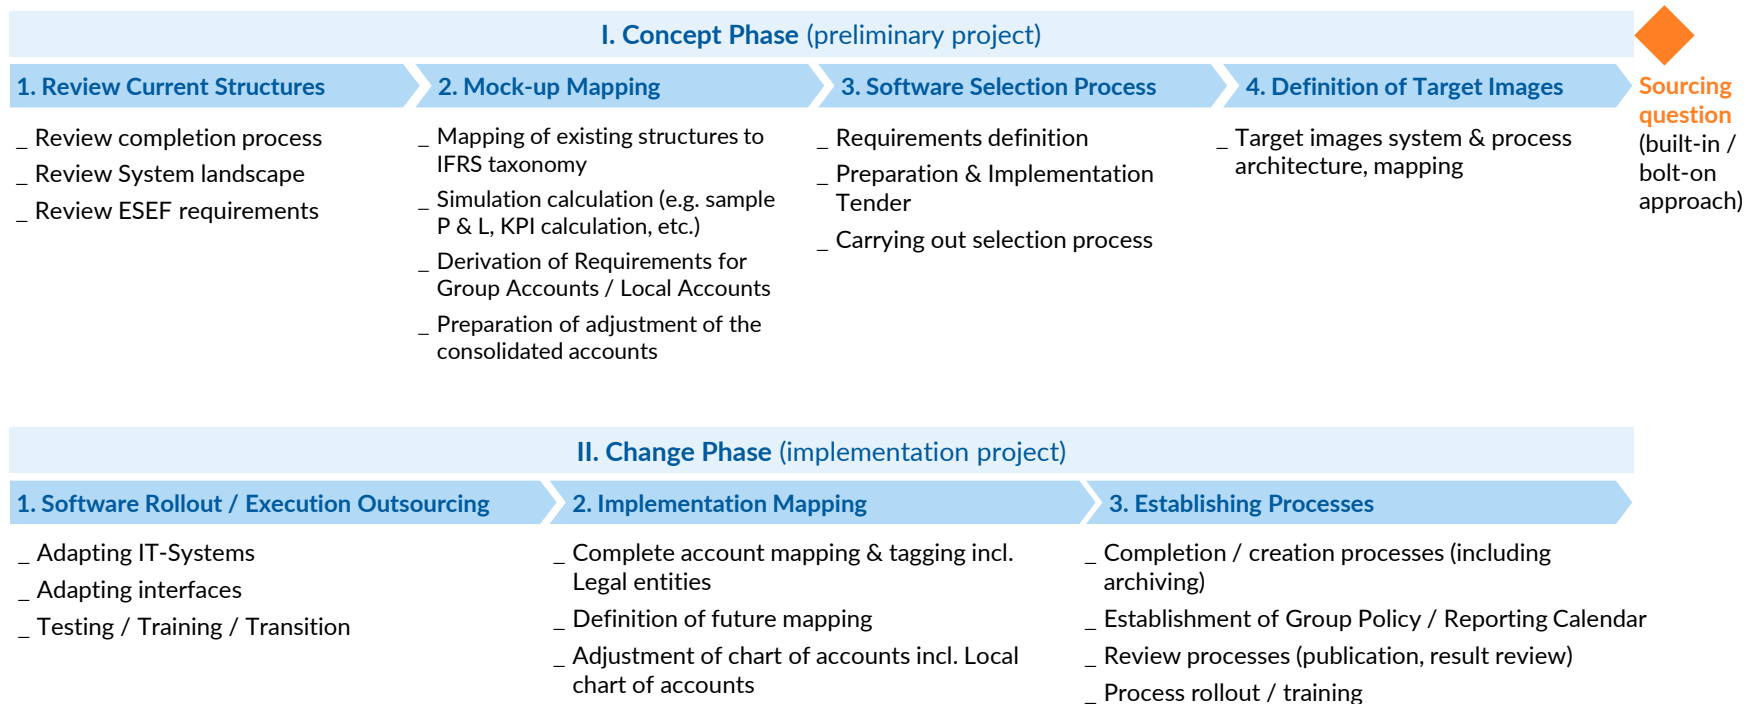 I. Concept Phase (preliminary project)
1. Review Current Structures
_ Review completion process
_ Review System landscape
_ Review ESEF requirements
2. Mock-up Mapping
_ Mapping of existing structures to
IFRS taxonomy
_ Simulation calculation (e.g. sample
P & L, KPI calculation, etc.)
_ Derivation of Requirements for
Group Accounts / Local Accounts
_ Preparation of adjustment of the
consolidated accounts
3. Software Selection Process
_ Requirements definition
_ Preparation & Implementation
Tender
_ Carrying out selection process
4. Definition of Target Images
_ Target images system & process
architecture, mapping
Sourcing
question
(built-in /
bolt-on
approach)
II. Change Phase (implementation project)
1. Software Rollout / Execution Outsourcing
_ Adapting IT-Systems
_ Adapting interfaces
_ Testing / Training / Transition
2. Implementation Mapping
_ Complete account mapping & tagging incl.
Legal entities
_ Definition of future mapping
_ Adjustment of chart of accounts incl. Local
chart of accounts
3. Establishing Processes
_ Completion / creation processes (including
archiving)
_ Establishment of Group Policy / Reporting Calendar
_ Review processes (publication, result review)
_ Process rollout / training